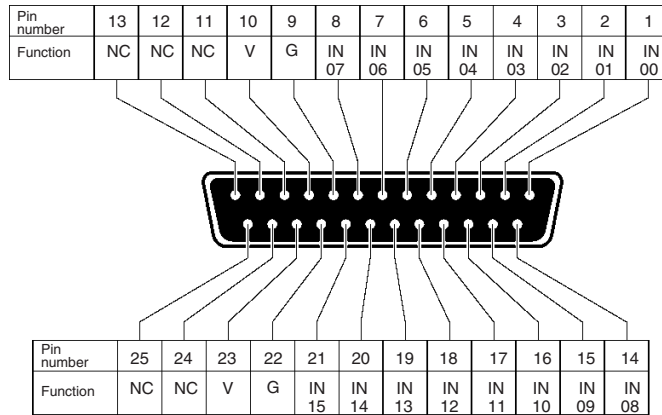 Pin number 13 12 11 10 9 8 7 6 5 4 3 2 1
Function NC NC NC V G IN 07 IN 06 IN 05 IN 04 IN 03 IN 02 IN 01 IN 00
Pin number 25 24 23 22 21 20 19 18 17 16 15 14
Function NC NC V G IN 15 IN 14 IN 13 IN 12 IN 11 IN 10 IN 09 IN 08